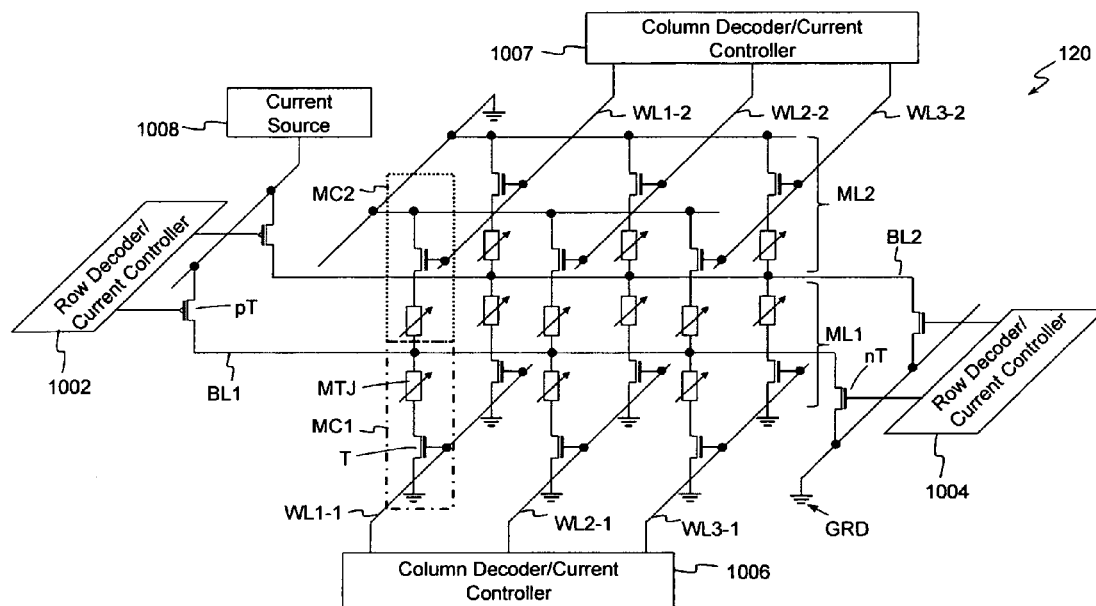 Column Decoder/Current
Controller
1007
120
Current
Source
1008
WL1-2
WL2-2
WL3-2
MC2
ML2
Row Decoder/
Current Controller
BL2
pT
1002
BL1
MTJ
ML1
nT
Row Decoder/
Current Controller
MC1
T
1004
WL1-1
WL2-1
WL3-1
GRD
Column Decoder/Current
Controller
1006